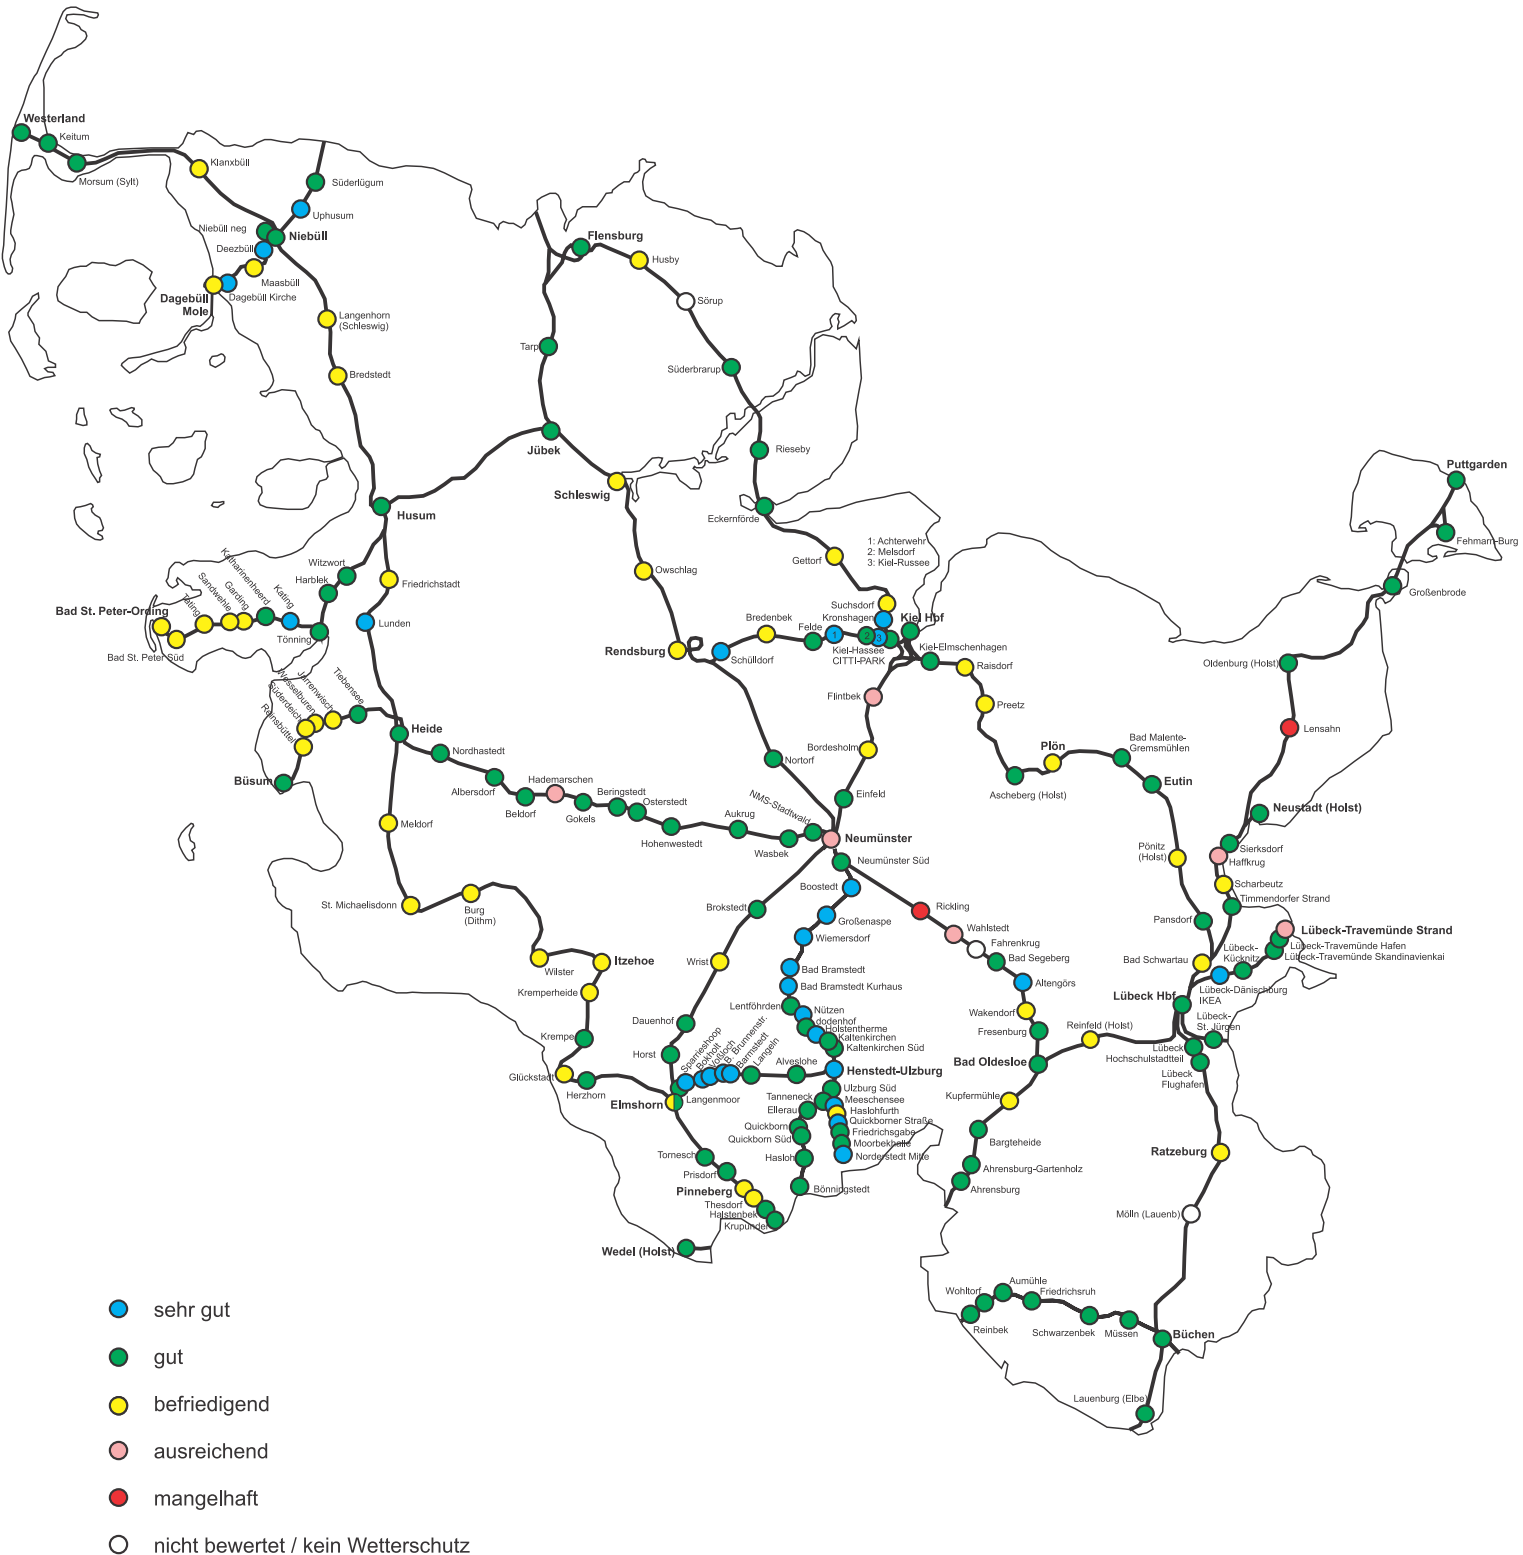 Westerland
Keitum
Morsum (Sylt)
Klanxbüll
Süderlügum
Uphusum
Niebüll neg
Niebüll
Deezbüll
Maasbüll
Dagebüll Kirche
Dagebüll
Mole
Langenhorn
(Schleswig)
Bredstedt
Flensburg
Husby
Sörup
Tarp
Süderbrarup
Jübek
Rieseby
Schleswig
Husum
Eckernförde
Gettorf
1: Achterwehr
2: Melsdorf
3: Kiel-Russee
Puttgarden
Fehmarn-Burg
Großenbrode
Witzwort
Harblek
Friedrichstadt
Katharinenheerd
Kating
Garding
Sandwehle
Tating
Bad St. Peter-Ording
Bad St. Peter Süd
Tönning
Lunden
Owschlag
Rendsburg
Schülldorf
Bredenbek
Felde
1
2
3
Suchsdorf
Kronshagen
Kiel Hbf
Kiel-Hassee
CITTI-PARK
Kiel-Elmschenhagen
Raisdorf
Preetz
Flintbek
Bordesholm
Oldenburg (Holst)
Lensahn
Tiebensee
Jarrenwisch
Wesselburen
Süderdeich
Reinsbüttel
Büsum
Heide
Nordhastedt
Albersdorf
Beldorf
Hademarschen
Gokels
Beringstedt
Osterstedt
Hohenwestedt
Aukrug
Wasbek
NMS-Stadtwald
Nortorf
Einfeld
Neumünster
Neumünster Süd
Plön
Ascheberg (Holst)
Bad Malente-
Gremsmühlen
Eutin
Neustadt (Holst)
Sierksdorf
Haffkrug
Pönitz
(Holst)
Scharbeutz
Timmendorfer Strand
Pansdorf
Meldorf
St. Michaelisdonn
Burg
(Dithm)
Wilster
Itzehoe
Kremperheide
Krempe
Glückstadt
Herzhorn
Elmshorn
Boostedt
Großenaspe
Wiemersdorf
Bad Bramstedt
Bad Bramstedt Kurhaus
Lentföhrden
Nützen
dodenhof
Holstentherme
Kaltenkirchen
Kaltenkirchen Süd
Brokstedt
Wrist
Dauenhof
Horst
Rickling
Wahlstedt
Fahrenkrug
Bad Segeberg
Altengörs
Wakendorf
Fresenburg
Bad Oldesloe
Reinfeld (Holst)
Bad Schwartau
Lübeck-
Kücknitz
Lübeck-Travemünde Strand
Lübeck-Travemünde Hafen
Lübeck-Travemünde Skandinavienkai
Lübeck-Dänischburg
IKEA
Lübeck Hbf
Lübeck-
St. Jürgen
Lübeck
Hochschulstadtteil
Lübeck
Flughafen
Sparrieshoop
Bokholt
Voßloch
B. Brunnenstr.
Barmstedt
Langeln
Alveslohe
Langenmoor
Henstedt-Ulzburg
Ulzburg Süd
Tanneck
Meeschensee
Ellerau
Haslohfurth
Quickborner Straße
Quickborn
Friedrichsgabe
Quickborn Süd
Moorbekhalle
Hasloh
Norderstedt Mitte
Bönningstedt
Tornesch
Prisdorf
Pinneberg
Thesdorf
Halstenbek
Krupunder
Wedel (Holst)
Kupfermühle
Bargteheide
Ahrensburg-Gartenholz
Ahrensburg
Ratzeburg
Mölln (Lauenb)
Wohltorf
Aumühle
Friedrichsruh
Reinbek
Schwarzenbek
Müssen
Büchen
Lauenburg (Elbe)
sehr gut
gut
befriedigend
ausreichend
mangelhaft
nicht bewertet / kein Wetterschutz